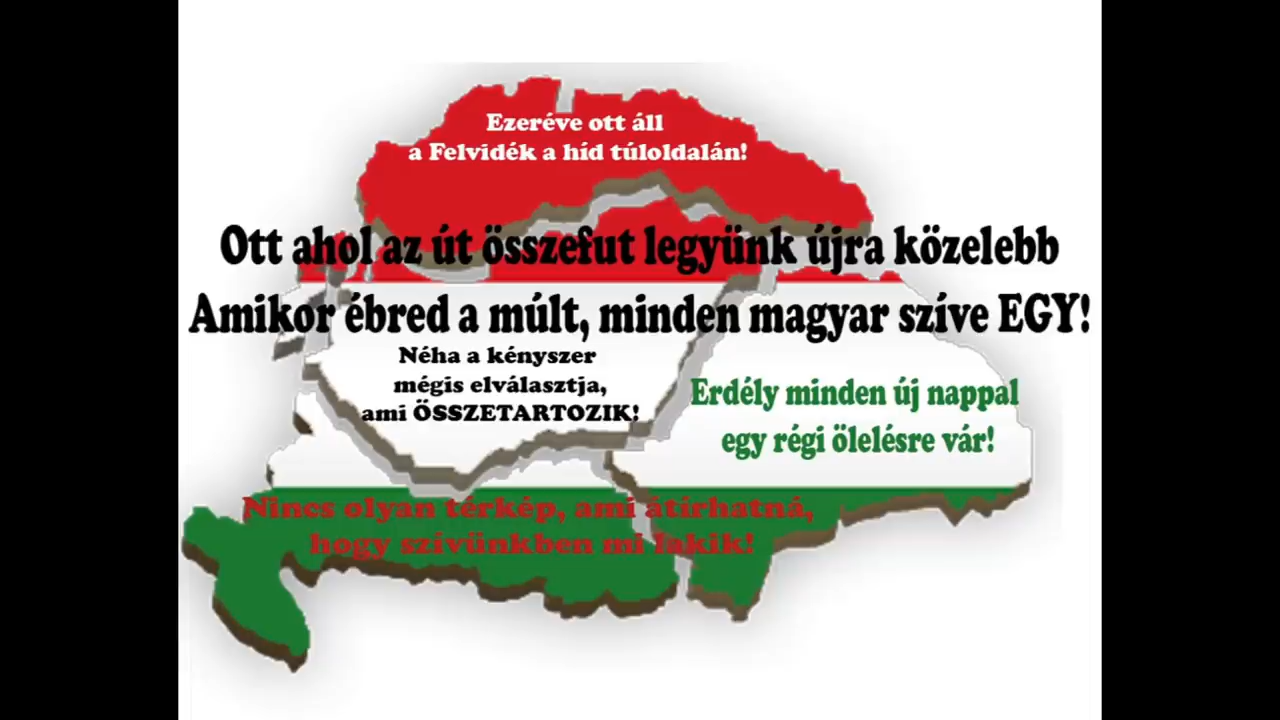 Ezeréve ott áll
a Felvidék a híd túloldalán!
Ott ahol az út összefut legyünk újra közelebb
Amikor ébred a múlt, minden magyar szíve EGY!
Néha a kényszer
mégis elválasztja,
ami ÖSSZETARTOZIK!
Erdély minden új nappal
egy régi ölelésre vár!
Nincs olyan térkép, ami átírhatná,
hogy szívünkben mi lakik!